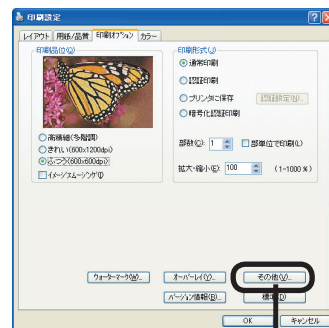 印刷設定
レイアウト 用紙/品質 印刷オプション カラー
印刷品位(Q)
高精細(多階調)
きれい(600x1200dpi)
ふつう(600x600dpi)
イメージスムージング(I)
印刷形式(J)
通常印刷
認証印刷
プリンタに保存 認証設定(N)...
暗号化認証印刷
部数(C): 1 部単位で印刷(L)
拡大・縮小(E): 100 (1-1000 %)
ウォーターマーク(W)... オーバーレイ(V)... その他(V)...
バージョン情報(B)... 標準(D)
OK キャンセル